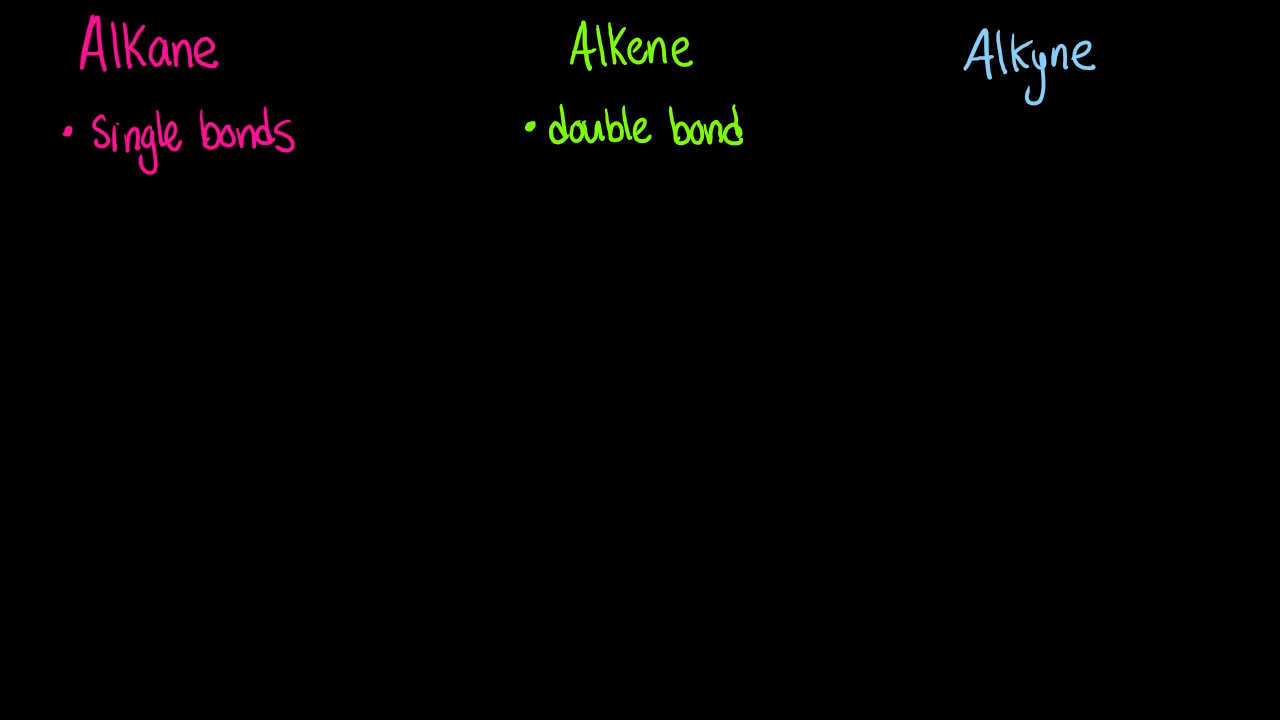 Alkane
Alkene
Alkyne
• Single bonds
• double bond